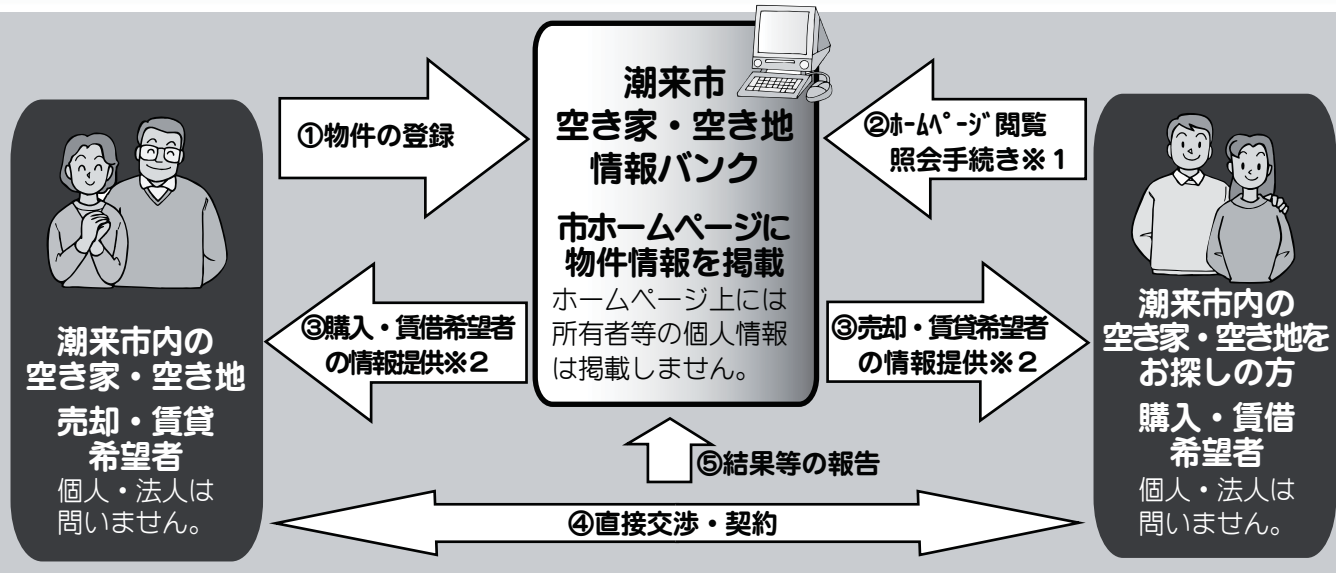 潮来市
空き家・空き地
情報バンク
市ホームページに
物件情報を掲載
ホームページ上には
所有者等の個人情報
は掲載しません。
①物件の登録
②ﾎｰﾑﾍﾟｰｼﾞ閲覧
照会手続き※1
③購入・賃借希望者
の情報提供※2
③売却・賃貸希望者
の情報提供※2
潮来市内の
空き家・空き地
売却・賃貸
希望者
個人・法人は
問いません。
潮来市内の
空き家・空き地を
お探しの方
購入・賃借
希望者
個人・法人は
問いません。
⑤結果等の報告
④直接交渉・契約